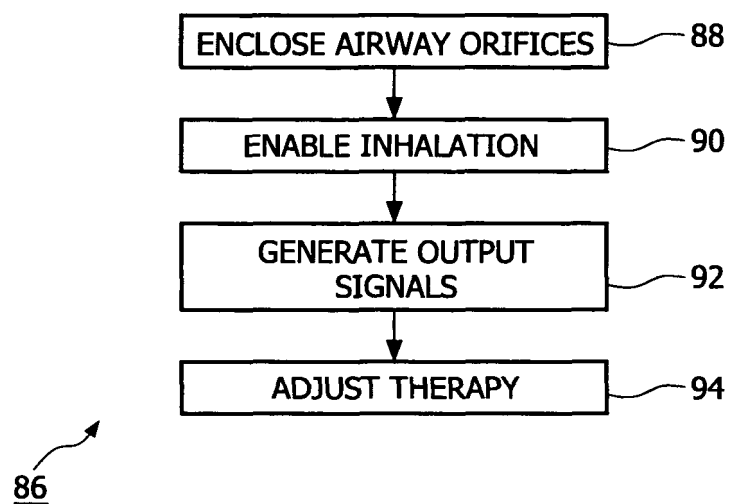 ENCLOSE AIRWAY ORIFICES
88
ENABLE INHALATION
90
GENERATE OUTPUT
SIGNALS
92
ADJUST THERAPY
94
86